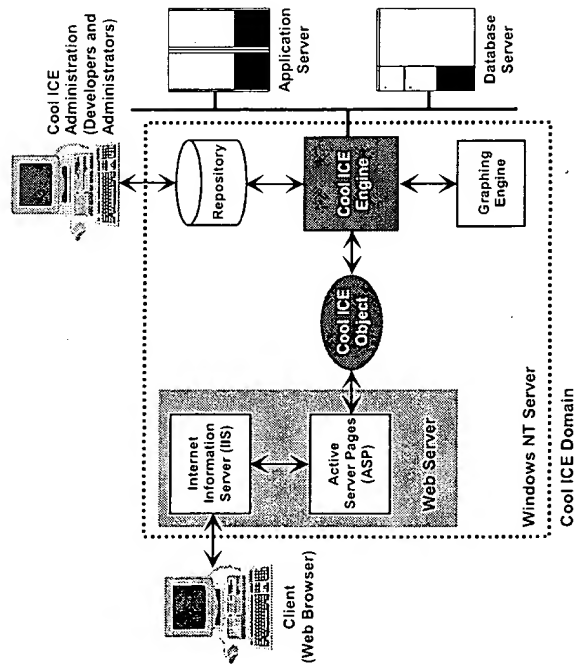 Cool ICE
Administration
(Developers and
Administrators)
Application
Server
Database
Server
Repository
Cool ICE
Engine
Graphing
Engine
Cool ICE
Object
Internet
Information
Server (IIS)
Active
Server Pages
(ASP)
Web Server
Client
(Web Browser)
Windows NT Server
Cool ICE Domain